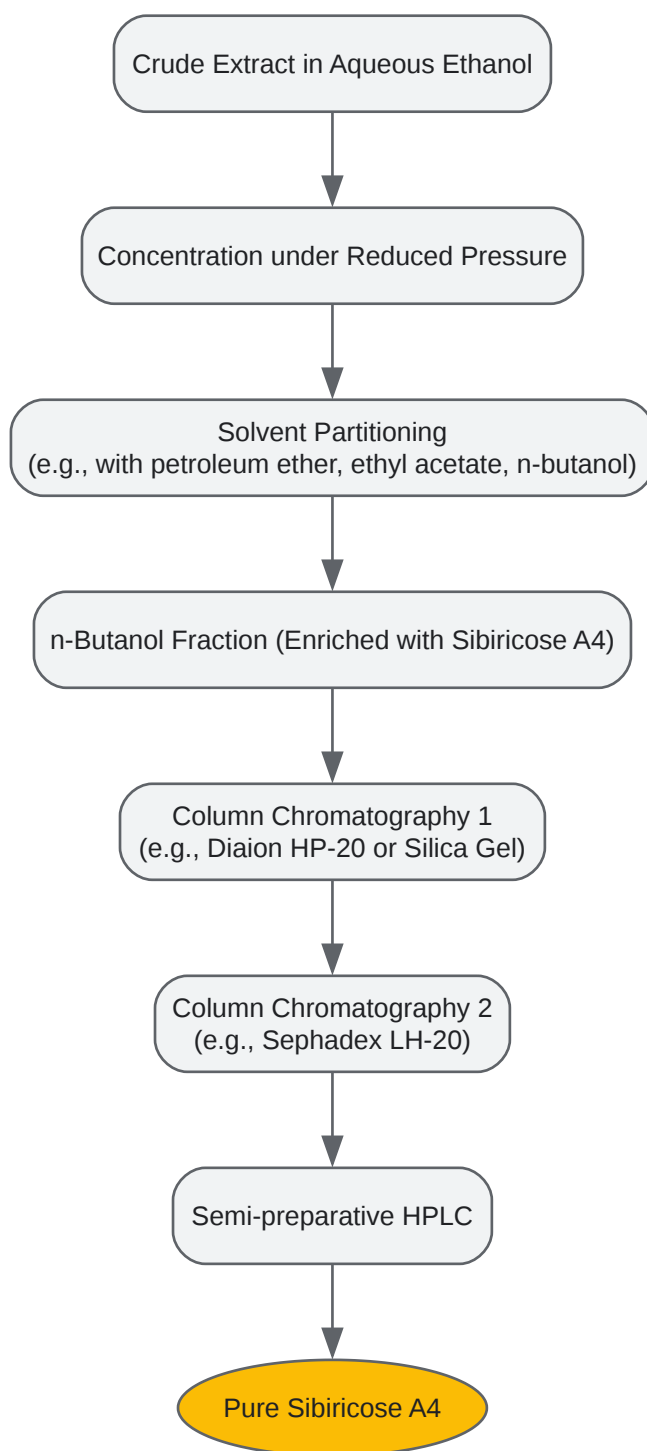 Crude Extract in Aqueous Ethanol
Concentration under Reduced Pressure
Solvent Partitioning
(e.g., with petroleum ether, ethyl acetate, n-butanol)
n-Butanol Fraction (Enriched with Sibiricose A4)
Column Chromatography 1
(e.g., Diaion HP-20 or Silica Gel)
Column Chromatography 2
(e.g., Sephadex LH-20)
Semi-preparative HPLC
Pure Sibiricose A4